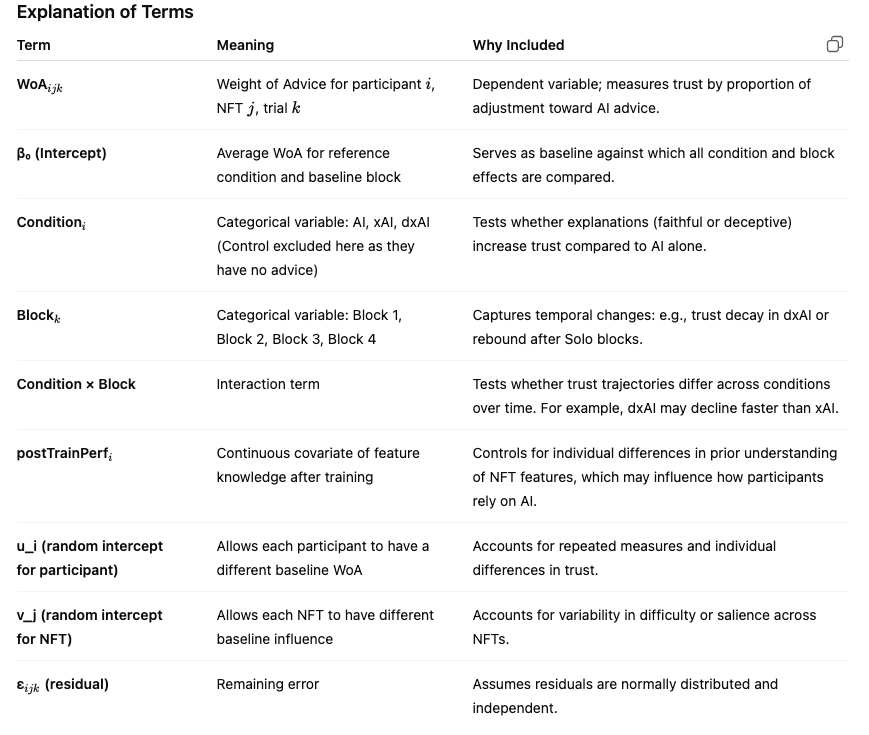 Explanation of Terms
Term Meaning Why Included
WoAᵢⱼₖ Weight of Advice for participant i, Dependent variable; measures trust by proportion of
NFT j, trial k adjustment toward AI advice.
β₀ (Intercept) Average WoA for reference Serves as baseline against which all condition and block
condition and baseline block effects are compared.
Conditionᵢ Categorical variable: AI, xAI, dxAI Tests whether explanations (faithful or deceptive)
(Control excluded here as they increase trust compared to AI alone.
have no advice)
Blockₖ Categorical variable: Block 1, Captures temporal changes: e.g., trust decay in dxAI or
Block 2, Block 3, Block 4 rebound after Solo blocks.
Condition × Block Interaction term Tests whether trust trajectories differ across conditions
over time. For example, dxAI may decline faster than xAI.
postTrainPerfᵢ Continuous covariate of feature Controls for individual differences in prior understanding
knowledge after training of NFT features, which may influence how participants
rely on AI.
u_i (random intercept Allows each participant to have a Accounts for repeated measures and individual
for participant) different baseline WoA differences in trust.
v_j (random intercept Allows each NFT to have different Accounts for variability in difficulty or salience across
for NFT) baseline influence NFTs.
εᵢⱼₖ (residual) Remaining error Assumes residuals are normally distributed and
independent.